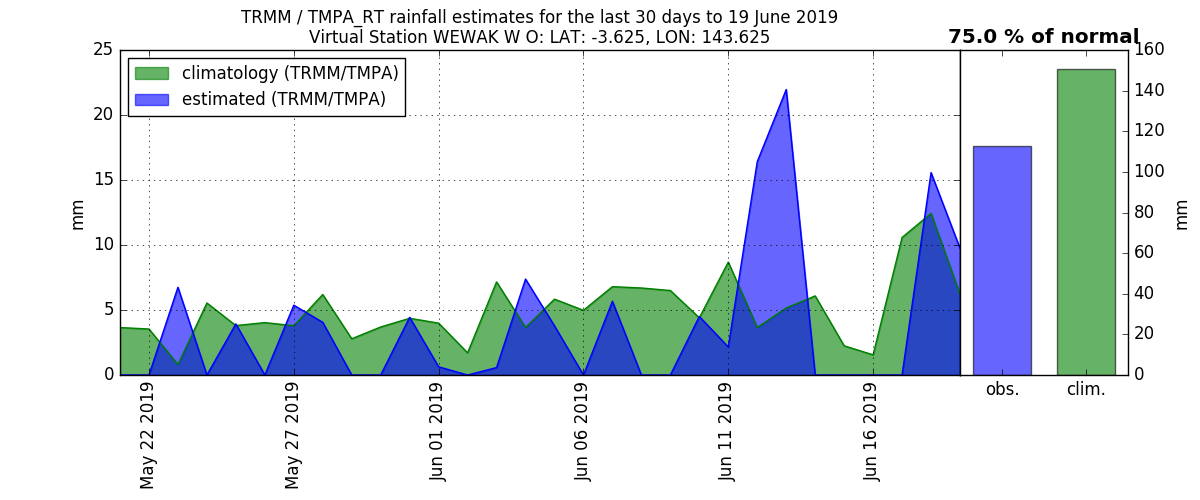 TRMM / TMPA_RT rainfall estimates for the last 30 days to 19 June 2019
Virtual Station WEWAK W O: LAT: -3.625, LON: 143.625
75.0 % of normal
climatology (TRMM/TMPA)
estimated (TRMM/TMPA)
25
20
15
10
5
0
mm
May 22 2019
May 27 2019
Jun 01 2019
Jun 06 2019
Jun 11 2019
Jun 16 2019
160
140
120
100
80
60
40
20
0
mm
obs.
clim.